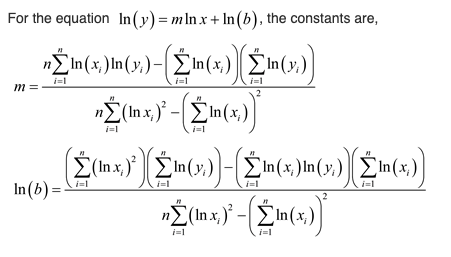 For the equation ln(y) = m ln x + ln(b), the constants are,
m = \frac{n\sum_{i=1}^{n} \ln(x_i)\ln(y_i) - \left(\sum_{i=1}^{n} \ln(x_i)\right)\left(\sum_{i=1}^{n} \ln(y_i)\right)}{n\sum_{i=1}^{n} (\ln x_i)^2 - \left(\sum_{i=1}^{n} \ln(x_i)\right)^2}
\ln(b) = \frac{\left(\sum_{i=1}^{n} (\ln x_i)^2\right)\left(\sum_{i=1}^{n} \ln(y_i)\right) - \left(\sum_{i=1}^{n} \ln(x_i)\ln(y_i)\right)\left(\sum_{i=1}^{n} \ln(x_i)\right)}{n\sum_{i=1}^{n} (\ln x_i)^2 - \left(\sum_{i=1}^{n} \ln(x_i)\right)^2}